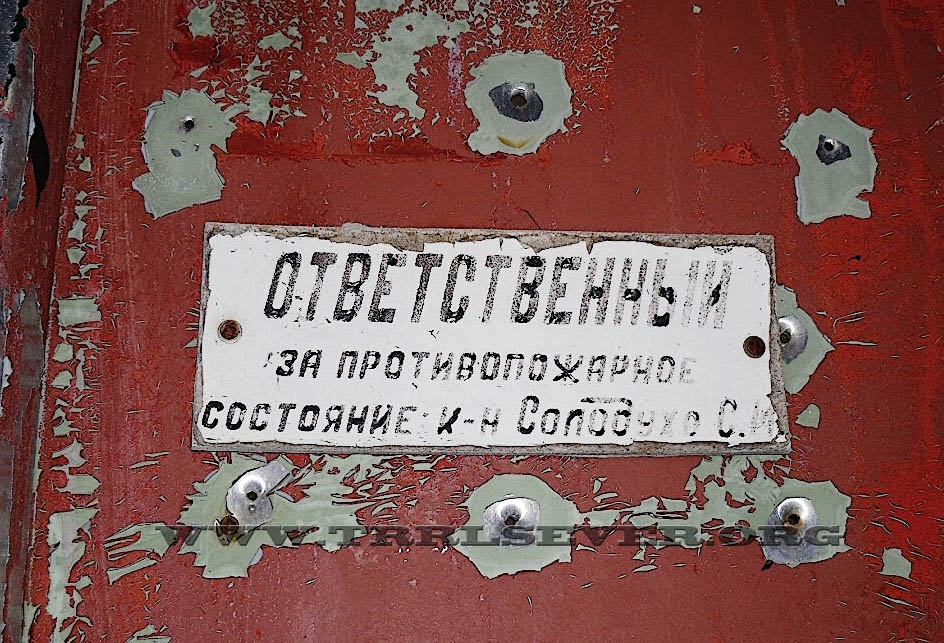 ОТВЕТСТВЕННЫЙ
ЗА ПРОТИВОПОЖАРНОЕ
СОСТОЯНИЕ: К-Н Солодухо С.И
WWW.TRRLSEVER.ORG